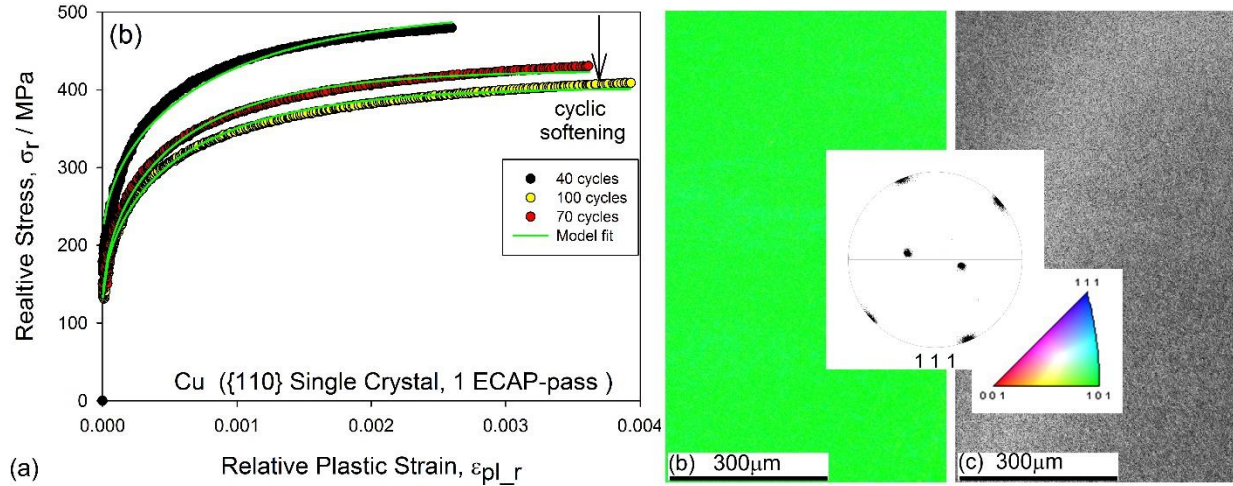 (b)
500
400
300
200
100
0
Realtive Stress, σr / MPa
cyclic
softening
40 cycles
100 cycles
70 cycles
Model fit
Cu ({110} Single Crystal, 1 ECAP-pass )
0.000 0.001 0.002 0.003 0.004
(a) Relative Plastic Strain, εpl_r
1 1 1
1 1 1
0 0 1 1 0 1
(b) 300µm
(c) 300µm